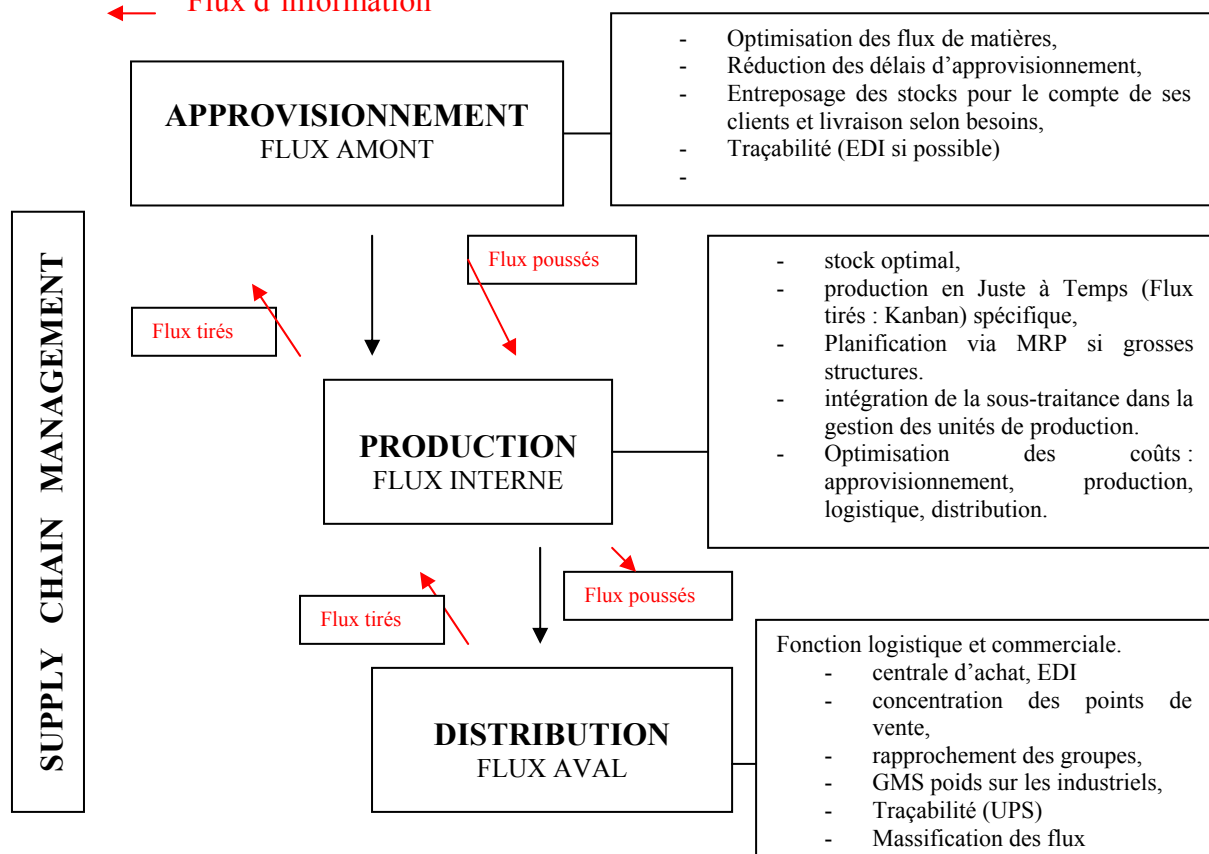 Flux d'information
- Optimisation des flux de matières,
- Réduction des délais d'approvisionnement,
- Entreposage des stocks pour le compte de ses
clients et livraison selon besoins,
- Traçabilité (EDI si possible)
-
APPROVISIONNEMENT
FLUX AMONT
SUPPLY CHAIN MANAGEMENT
Flux poussés
Flux tirés
- stock optimal,
- production en Juste à Temps (Flux
tirés : Kanban) spécifique,
- Planification via MRP si grosses
structures.
- intégration de la sous-traitance dans la
gestion des unités de production.
- Optimisation des coûts :
approvisionnement, production,
logistique, distribution.
PRODUCTION
FLUX INTERNE
Flux poussés
Flux tirés
Fonction logistique et commerciale.
- centrale d'achat, EDI
- concentration des points de
vente,
- rapprochement des groupes,
- GMS poids sur les industriels,
- Traçabilité (UPS)
- Massification des flux
DISTRIBUTION
FLUX AVAL